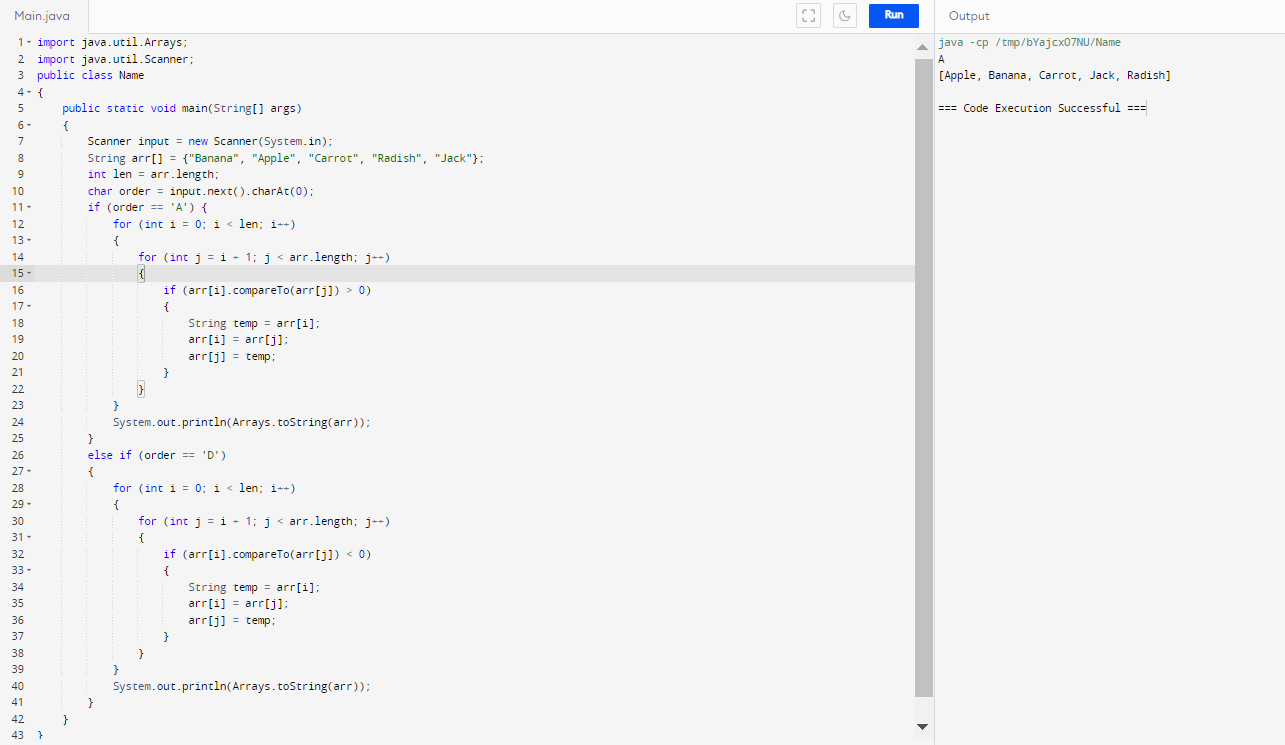 Main.java
Run
Output
1 import java.util.Arrays;
2 import java.util.Scanner;
3 public class Name
4 {
5     public static void main(String[] args)
6     {
7         Scanner input = new Scanner(System.in);
8         String arr[] = {"Banana", "Apple", "Carrot", "Radish", "Jack"};
9         int len = arr.length;
10         char order = input.next().charAt(0);
11         if (order == 'A') {
12             for (int i = 0; i < len; i++)
13             {
14                 for (int j = i + 1; j < arr.length; j++)
15                 {
16                     if (arr[i].compareTo(arr[j]) > 0)
17                     {
18                         String temp = arr[i];
19                         arr[i] = arr[j];
20                         arr[j] = temp;
21                     }
22                 }
23             }
24             System.out.println(Arrays.toString(arr));
25         }
26         else if (order == 'D')
27         {
28             for (int i = 0; i < len; i++)
29             {
30                 for (int j = i + 1; j < arr.length; j++)
31                 {
32                     if (arr[i].compareTo(arr[j]) < 0)
33                     {
34                         String temp = arr[i];
35                         arr[i] = arr[j];
36                         arr[j] = temp;
37                     }
38                 }
39             }
40             System.out.println(Arrays.toString(arr));
41         }
42     }
43 }
java -cp /tmp/bYajcxO7NU/Name
A
[Apple, Banana, Carrot, Jack, Radish]
=== Code Execution Successful ===